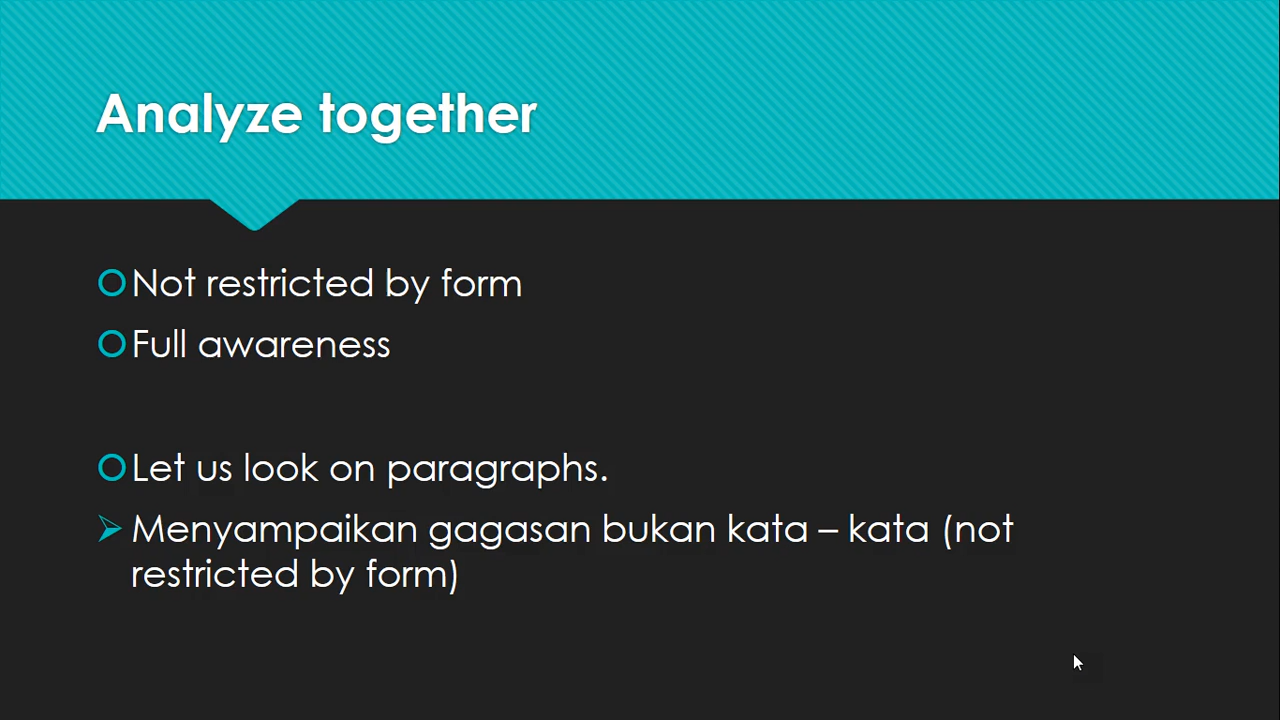 Analyze together
Not restricted by form
Full awareness
Let us look on paragraphs.
Menyampaikan gagasan bukan kata – kata (not
restricted by form)